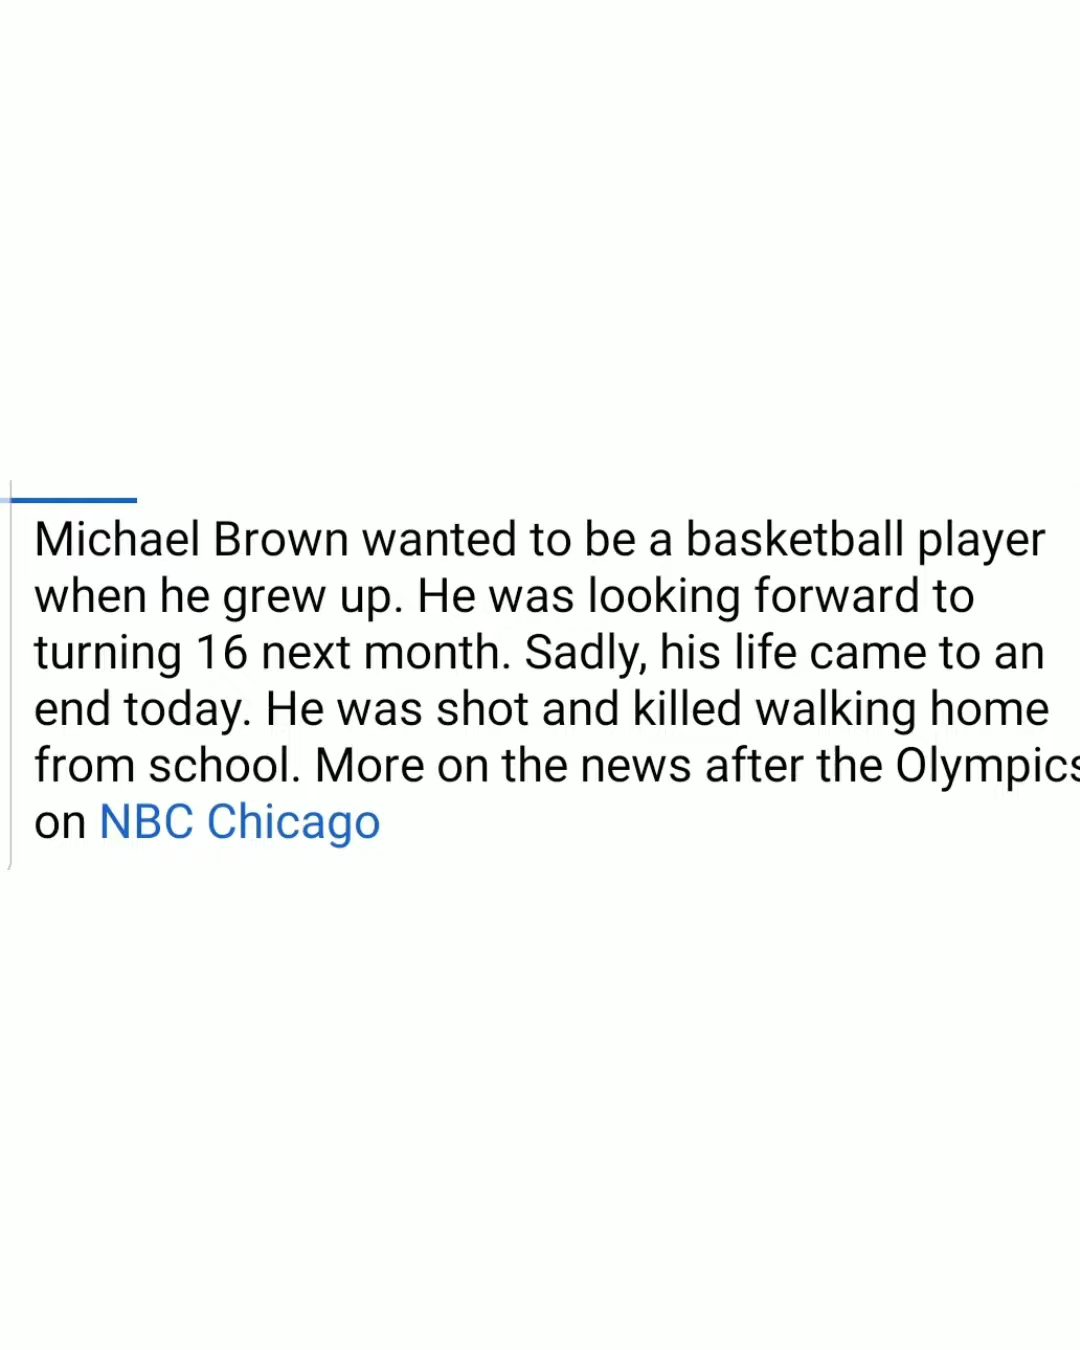 Michael Brown wanted to be a basketball player
when he grew up. He was looking forward to
turning 16 next month. Sadly, his life came to an
end today. He was shot and killed walking home
from school. More on the news after the Olympics
on NBC Chicago